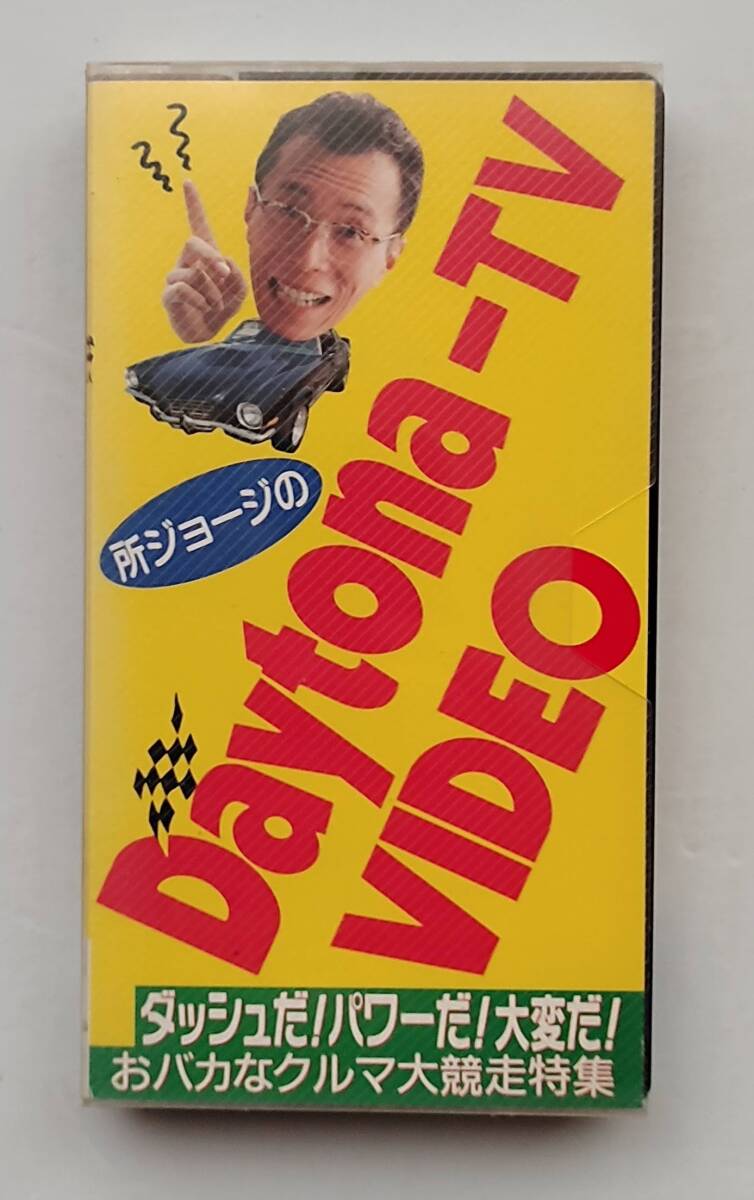 所ジョージの
Daytona-TV
VIDEO
ダッシュだ!パワーだ!大変だ!
おバカなクルマ大競走特集